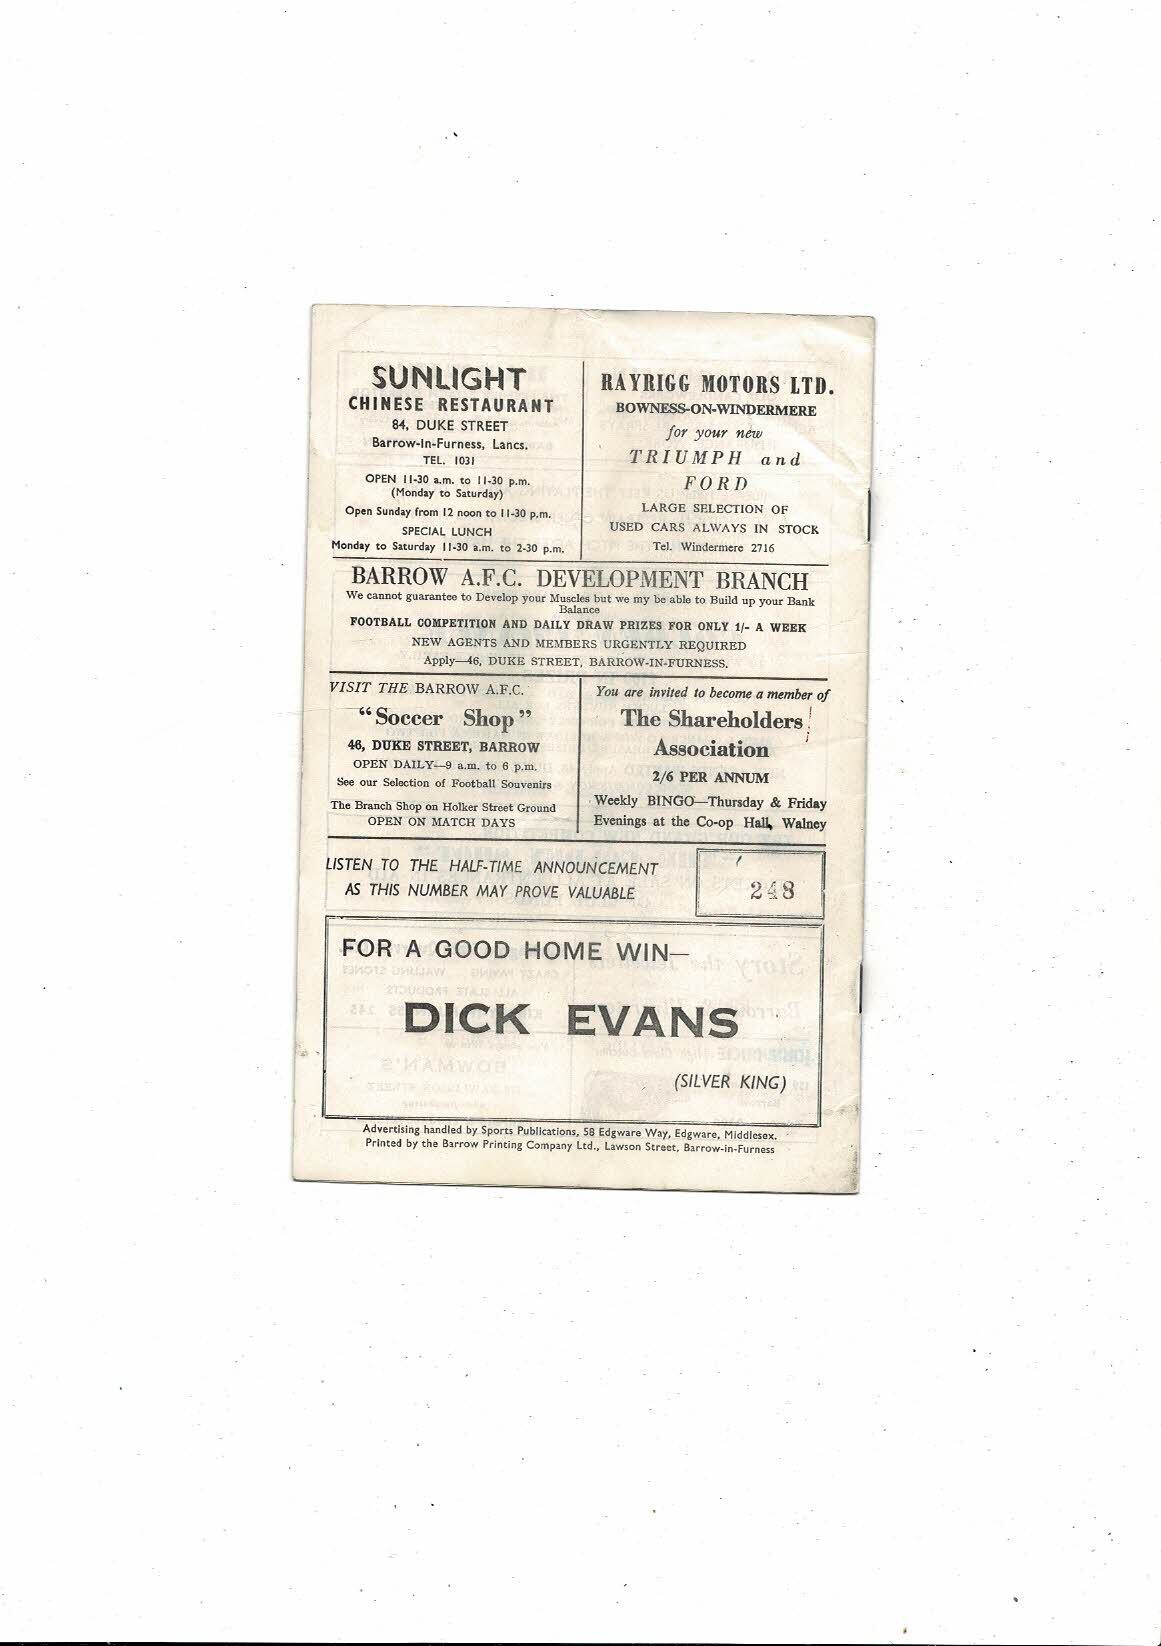 SUNLIGHT
CHINESE RESTAURANT
84, DUKE STREET
Barrow-In-Furness, Lancs.
TEL. 1031
OPEN 11-30 a.m. to 11-30 p.m.
(Monday to Saturday)
Open Sunday from 12 noon to 11-30 p.m.
SPECIAL LUNCH
Monday to Saturday 11-30 a.m. to 2-30 p.m.
RAYRIGG MOTORS LTD.
BOWNESS-ON-WINDERMERE
for your new
TRIUMPH and
FORD
LARGE SELECTION OF
USED CARS ALWAYS IN STOCK
Tel. Windermere 2716
BARROW A.F.C. DEVELOPMENT BRANCH
We cannot guarantee to Develop your Muscles but we my be able to Build up your Bank
Balance
FOOTBALL COMPETITION AND DAILY DRAW PRIZES FOR ONLY 1/- A WEEK
NEW AGENTS AND MEMBERS URGENTLY REQUIRED
Apply—46, DUKE STREET, BARROW-IN-FURNESS.
VISIT THE BARROW A.F.C.
"Soccer Shop"
46, DUKE STREET, BARROW
OPEN DAILY—9 a.m. to 6 p.m.
See our Selection of Football Souvenirs
The Branch Shop on Holker Street Ground
OPEN ON MATCH DAYS
You are invited to become a member of
The Shareholders
Association
2/6 PER ANNUM
Weekly BINGO—Thursday & Friday
Evenings at the Co-op Hall, Walney
LISTEN TO THE HALF-TIME ANNOUNCEMENT
AS THIS NUMBER MAY PROVE VALUABLE
248
FOR A GOOD HOME WIN—
DICK EVANS
(SILVER KING)
Advertising handled by Sports Publications, 58 Edgware Way, Edgware, Middlesex.
Printed by the Barrow Printing Company Ltd., Lawson Street, Barrow-in-Furness